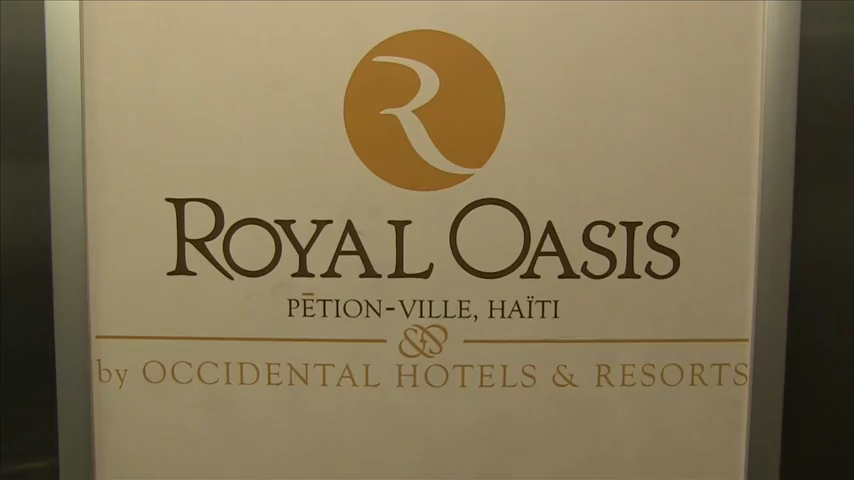 R
ROYAL OASIS
PĒTION-VILLE, HAÏTI
by OCCIDENTAL HOTELS & RESORTS